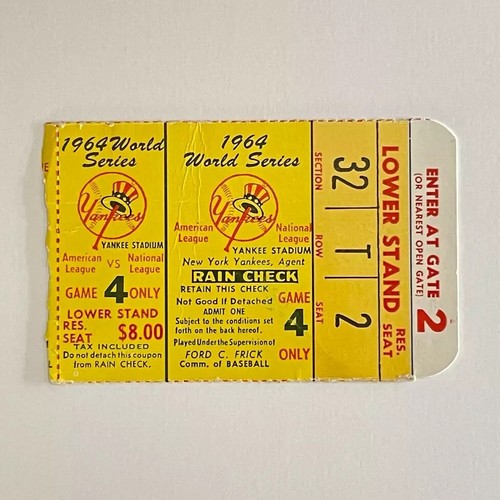 1964 World
Series
Yankees
YANKEE STADIUM
American VS National
League League
GAME 4 ONLY
LOWER STAND
RES. SEAT $8.00
TAX INCLUDED
Do not detach this coupon
from RAIN CHECK.
1964
World Series
Yankees
American National
League League
YANKEE STADIUM
New York Yankees, Agent
RAIN CHECK
RETAIN THIS CHECK
Not Good If Detached
ADMIT ONE
Subject to the conditions set
forth on the back hereof.
GAME
4
ONLY
Played Under the Supervision of
FORD C. FRICK
Comm. of BASEBALL
SECTION 32
ROW T
SEAT 2
LOWER STAND RES. SEAT
ENTER AT GATE 2
(OR NEAREST OPEN GATE)